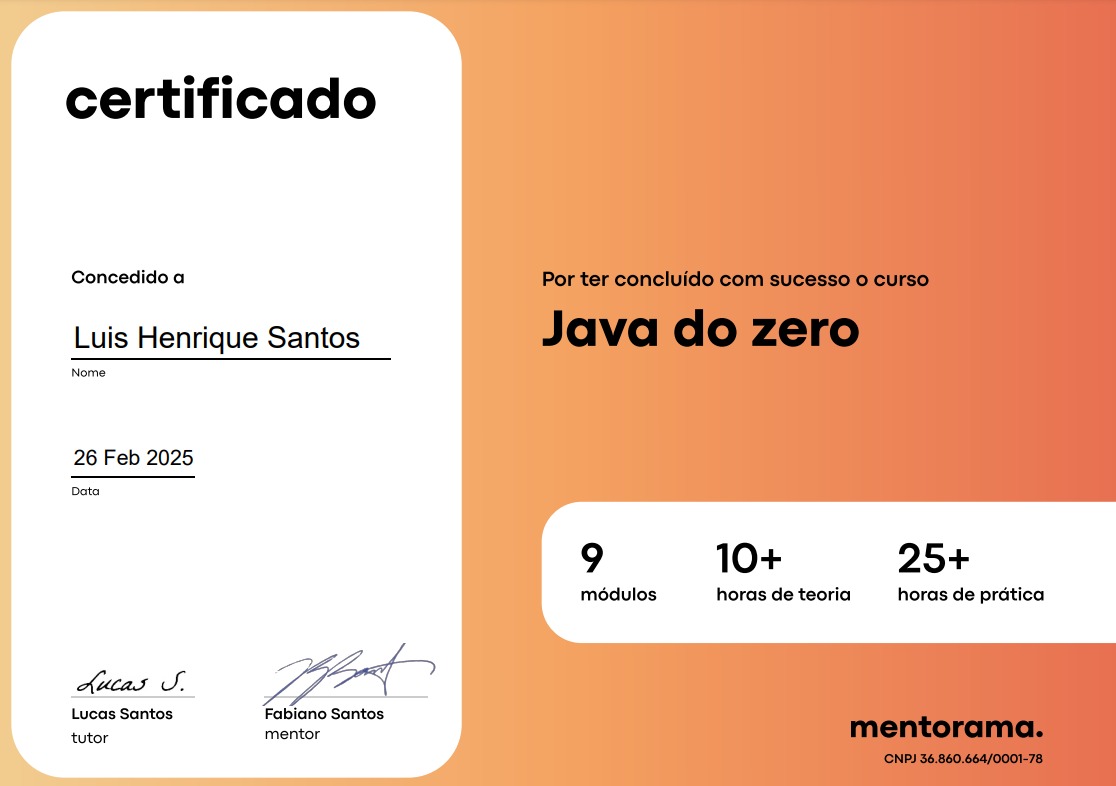 certificado
Concedido a
Luis Henrique Santos
Nome
26 Feb 2025
Data
Lucas S.
Lucas Santos
tutor
Fabiano Santos
mentor
Por ter concluído com sucesso o curso
Java do zero
9
módulos
10+
horas de teoria
25+
horas de prática
mentorama.
CNPJ 36.860.664/0001-78